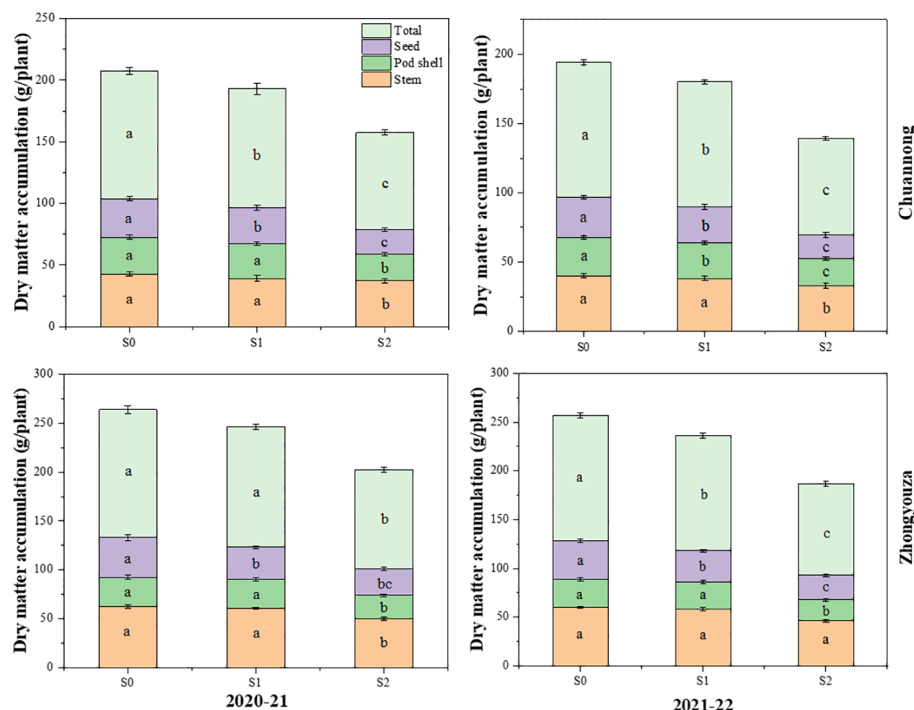 Dry matter accumulation (g/plant)
250
200
150
100
50
0
Total
Seed
Pod shell
Stem
a
b
c
a
b
c
a
a
b
a
a
b
S0
S1
S2
Dry matter accumulation (g/plant)
200
150
100
50
0
a
b
c
a
b
c
a
b
c
a
a
b
S0
S1
S2
Chuannong
Dry matter accumulation (g/plant)
300
250
200
150
100
50
0
a
a
b
a
b
bc
a
a
b
a
a
b
S0
S1
S2
2020-21
Dry matter accumulation (g/plant)
300
250
200
150
100
50
0
a
b
c
a
b
c
a
a
b
a
a
a
S0
S1
S2
2021-22
Zhongyouza